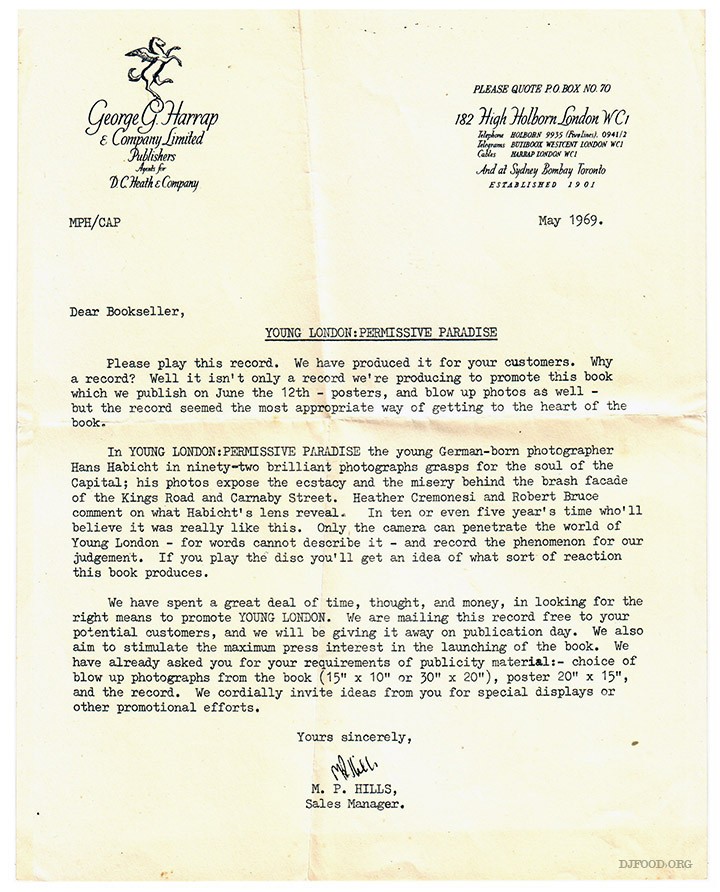 George G. Harrap
& Company Limited
Publishers
Agents for
D.C. Heath & Company
PLEASE QUOTE P.O. BOX NO. 70
182 High Holborn London WC1
Telephone HOLBORN 9935 (Five lines). 0941/2
Telegrams BUTIBOOK WESTCENT LONDON WC1
Cables HARRAP LONDON WC1
And at Sydney Bombay Toronto
ESTABLISHED 1901
MPH/CAP
May 1969.
Dear Bookseller,
YOUNG LONDON:PERMISSIVE PARADISE
Please play this record. We have produced it for your customers. Why
a record? Well it isn't only a record we're producing to promote this book
which we publish on June the 12th - posters, and blow up photos as well -
but the record seemed the most appropriate way of getting to the heart of the
book.
In YOUNG LONDON:PERMISSIVE PARADISE the young German-born photographer
Hans Habicht in ninety-two brilliant photographs grasps for the soul of the
Capital; his photos expose the ecstacy and the misery behind the brash facade
of the Kings Road and Carnaby Street. Heather Cremonesi and Robert Bruce
comment on what Habicht's lens reveal. In ten or even five year's time who'll
believe it was really like this. Only the camera can penetrate the world of
Young London - for words cannot describe it - and record the phenomenon for our
judgement. If you play the disc you'll get an idea of what sort of reaction
this book produces.
We have spent a great deal of time, thought, and money, in looking for the
right means to promote YOUNG LONDON. We are mailing this record free to your
potential customers, and we will be giving it away on publication day. We also
aim to stimulate the maximum press interest in the launching of the book. We
have already asked you for your requirements of publicity material:- choice of
blow up photographs from the book (15" x 10" or 30" x 20"), poster 20" x 15",
and the record. We cordially invite ideas from you for special displays or
other promotional efforts.
Yours sincerely,
MP Hills
M. P. HILLS,
Sales Manager.
DJFOOD.ORG